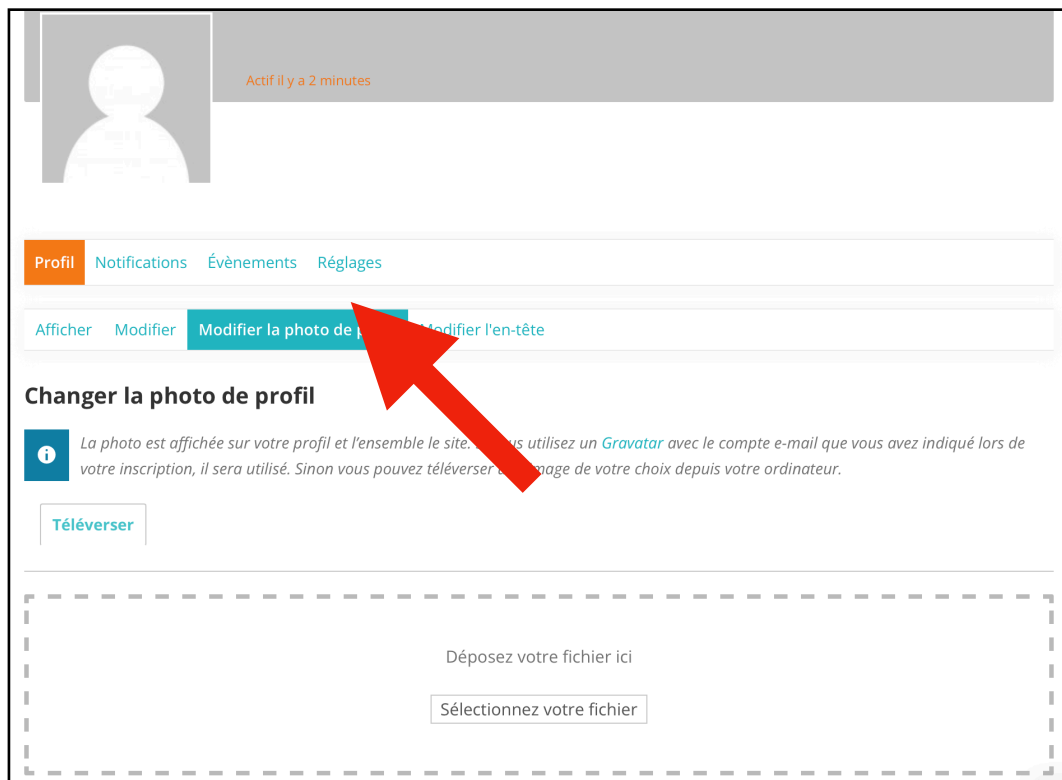 Actif il y a 2 minutes
Profil Notifications Évènements Réglages
Afficher Modifier Modifier la photo de Modifier l'en-tête
Changer la photo de profil
La photo est affichée sur votre profil et l'ensemble le site. utilisez un Gravatar avec le compte e-mail que vous avez indiqué lors de
votre inscription, il sera utilisé. Sinon vous pouvez téléverser image de votre choix depuis votre ordinateur.
Téléverser
Déposez votre fichier ici
Sélectionnez votre fichier